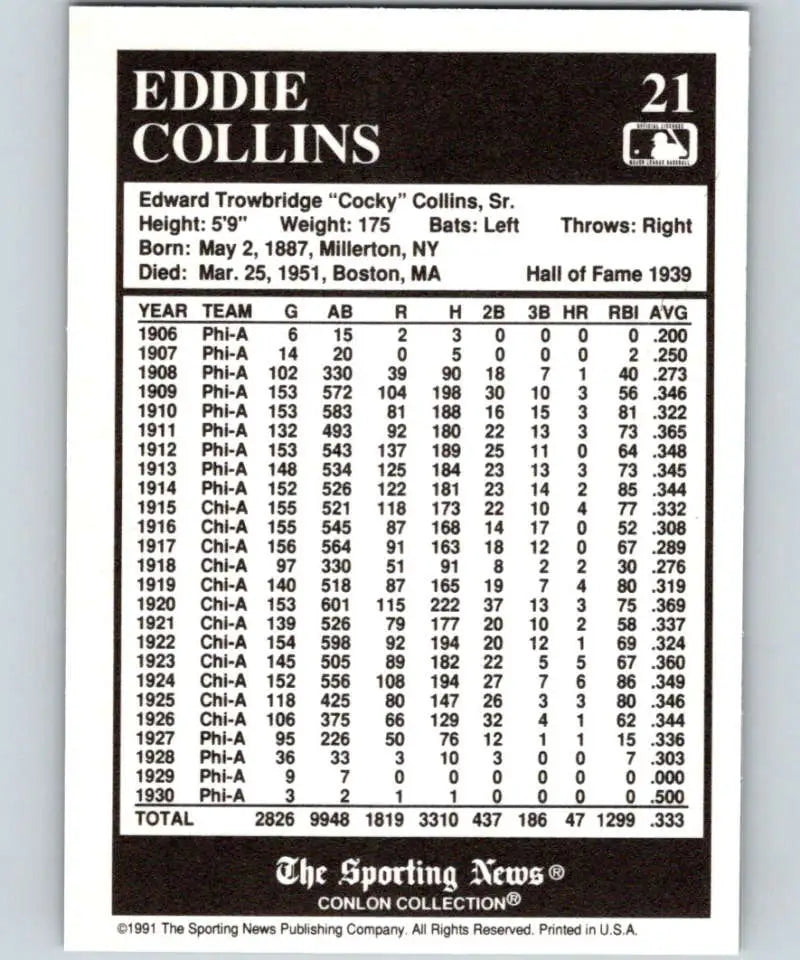 EDDIE
COLLINS
21
OFFICIAL LICENSEE
MAJOR LEAGUE BASEBALL
Edward Trowbridge “Cocky” Collins, Sr.
Height: 5'9" Weight: 175 Bats: Left Throws: Right
Born: May 2, 1887, Millerton, NY
Died: Mar. 25, 1951, Boston, MA Hall of Fame 1939
YEAR TEAM G AB R H 2B 3B HR RBI AVG
1906 Phi-A 6 15 2 3 0 0 0 0 .200
1907 Phi-A 14 20 0 5 0 0 0 2 .250
1908 Phi-A 102 330 39 90 18 7 1 40 .273
1909 Phi-A 153 572 104 198 30 10 3 56 .346
1910 Phi-A 153 583 81 188 16 15 3 81 .322
1911 Phi-A 132 493 92 180 22 13 3 73 .365
1912 Phi-A 153 543 137 189 25 11 0 64 .348
1913 Phi-A 148 534 125 184 23 13 3 73 .345
1914 Phi-A 152 526 122 181 23 14 2 85 .344
1915 Chi-A 155 521 118 173 22 10 4 77 .332
1916 Chi-A 155 545 87 168 14 17 0 52 .308
1917 Chi-A 156 564 91 163 18 12 0 67 .289
1918 Chi-A 97 330 51 91 8 2 2 30 .276
1919 Chi-A 140 518 87 165 19 7 4 80 .319
1920 Chi-A 153 601 115 222 37 13 3 75 .369
1921 Chi-A 139 526 79 177 20 10 2 58 .337
1922 Chi-A 154 598 92 194 20 12 1 69 .324
1923 Chi-A 145 505 89 182 22 5 5 67 .360
1924 Chi-A 152 556 108 194 27 7 6 86 .349
1925 Chi-A 118 425 80 147 26 3 3 80 .346
1926 Chi-A 106 375 66 129 32 4 1 62 .344
1927 Phi-A 95 226 50 76 12 1 1 15 .336
1928 Phi-A 36 33 3 10 3 0 0 7 .303
1929 Phi-A 9 7 0 0 0 0 0 0 .000
1930 Phi-A 3 2 1 1 0 0 0 0 .500
TOTAL 2826 9948 1819 3310 437 186 47 1299 .333
The Sporting News®
CONLON COLLECTION®
©1991 The Sporting News Publishing Company. All Rights Reserved. Printed in U.S.A.